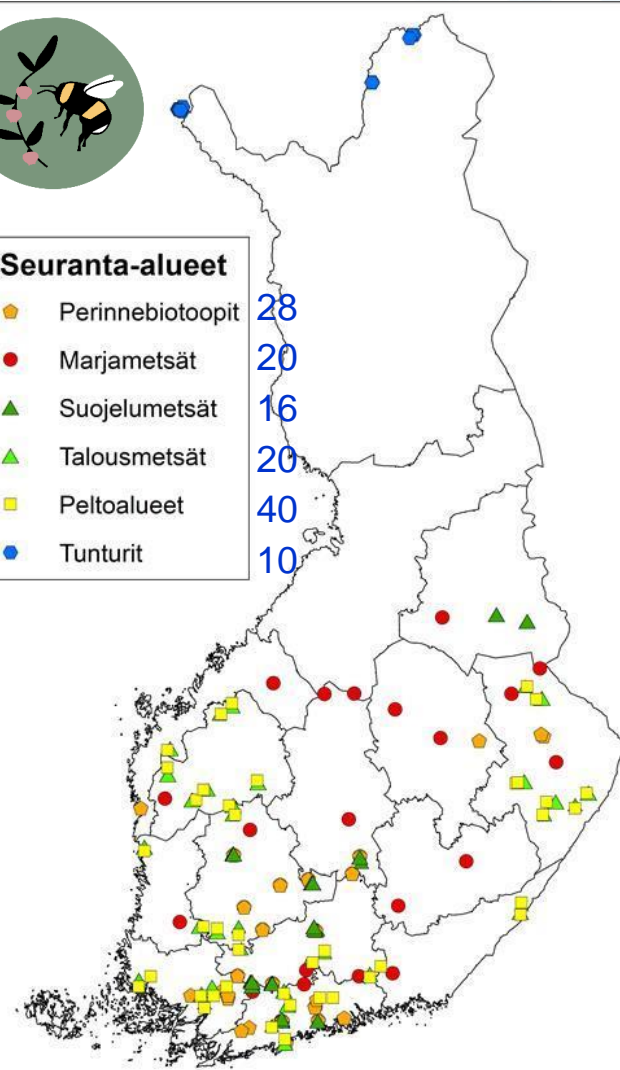 Seuranta-alueet
Perinnebiotoopit 28
Marjametsät 20
Suojelumetsät 16
Talousmetsät 20
Peltoalueet 40
Tunturit 10